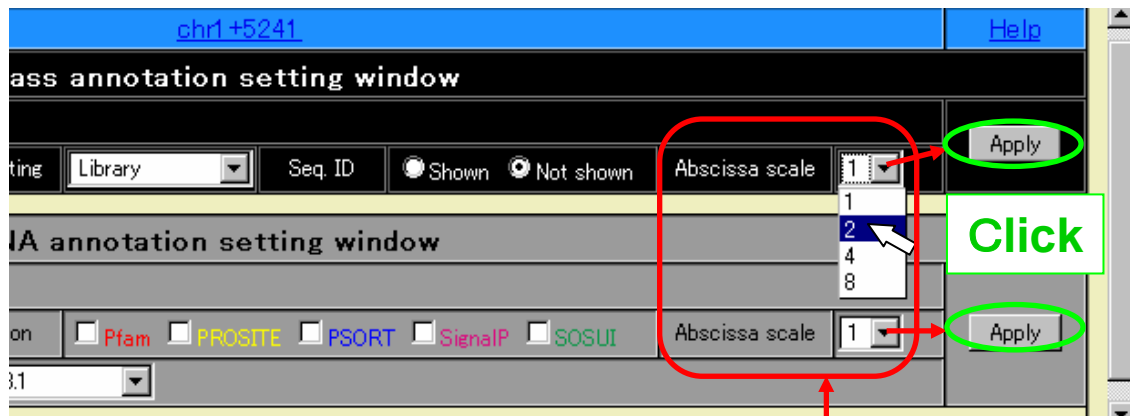 chr1+5241 Help
ass annotation setting window
Apply
ting Library Seq. ID Shown Not shown Abscissa scale 1
1
2
4
8
Click
NA annotation setting window
on Pfam PROSITE PSORT SignalP SOSUI Abscissa scale 1 Apply
3.1